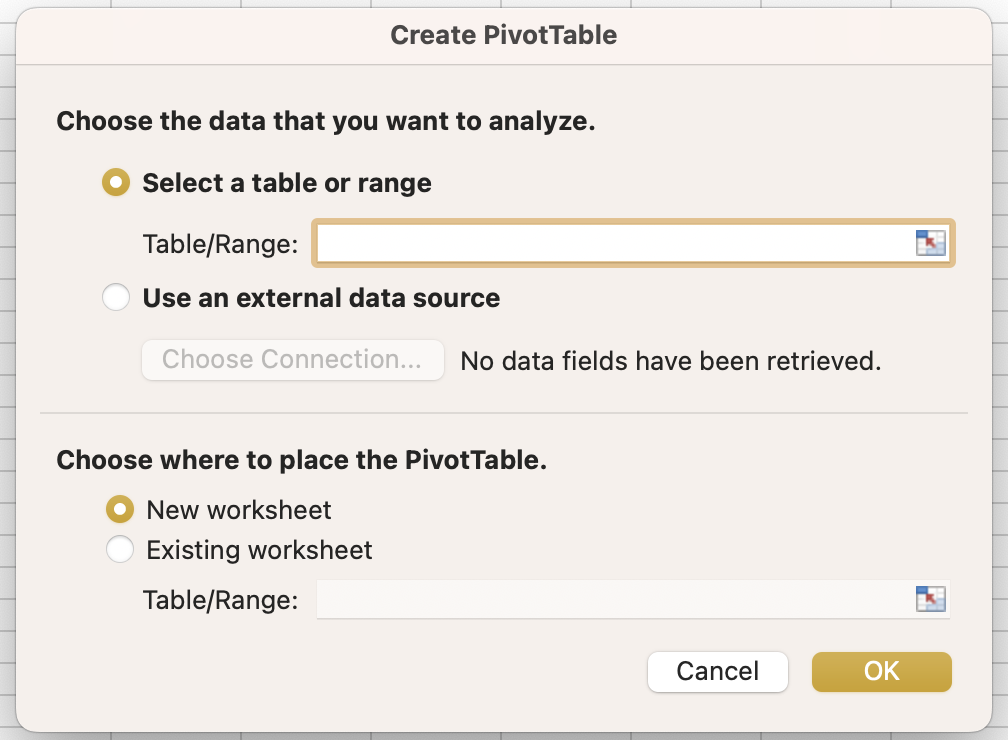 Create PivotTable
Choose the data that you want to analyze.
Select a table or range
Table/Range:
Use an external data source
Choose Connection... No data fields have been retrieved.
Choose where to place the PivotTable.
New worksheet
Existing worksheet
Table/Range:
Cancel OK